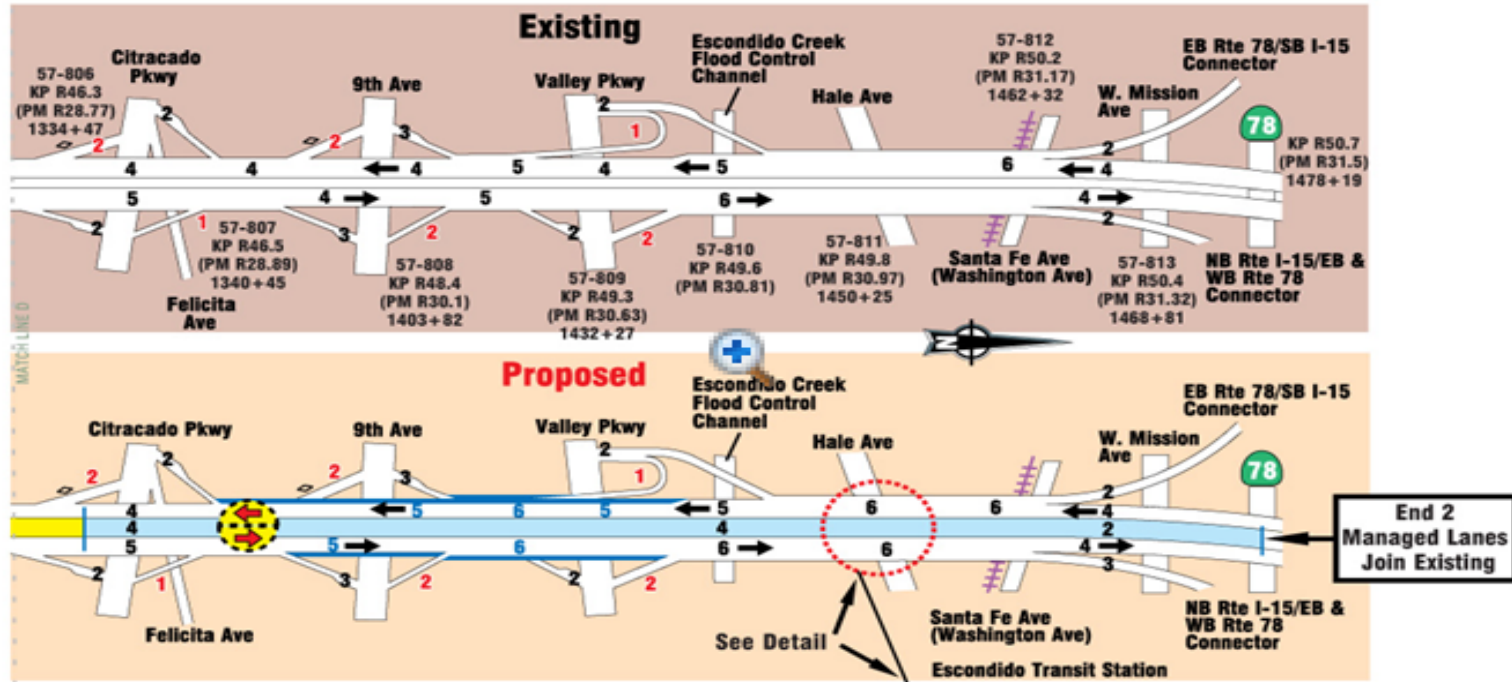 Existing
57-806
KP R46.3
(PM R28.77)
1334+47
Citracado
Pkwy
9th Ave
Valley Pkwy
Escondido Creek
Flood Control
Channel
Hale Ave
57-812
KP R50.2
(PM R31.17)
1462+32
W. Mission
Ave
EB Rte 78/SB I-15
Connector
78
KP R50.7
(PM R31.5)
1478+19
2
2
2
3
2
1
2
4
4
4
5
4
5
6
4
5
4
5
6
4
2
1
3
2
2
2
2
57-807
KP R46.5
(PM R28.89)
1340+45
Felicita
Ave
57-808
KP R48.4
(PM R30.1)
1403+82
57-809
KP R49.3
(PM R30.63)
1432+27
57-810
KP R49.6
(PM R30.81)
57-811
KP R49.8
(PM R30.97)
1450+25
Santa Fe Ave
(Washington Ave)
57-813
KP R50.4
(PM R31.32)
1468+81
NB Rte I-15/EB &
WB Rte 78
Connector
MATCH LINE D
N
Proposed
Citracado Pkwy
9th Ave
Valley Pkwy
Escondido Creek
Flood Control
Channel
Hale Ave
W. Mission
Ave
EB Rte 78/SB I-15
Connector
78
2
2
2
3
2
1
2
4
5
6
5
5
6
6
4
4
4
2
5
5
6
6
6
4
2
1
3
2
2
2
3
End 2
Managed Lanes
Join Existing
Felicita Ave
See Detail
Santa Fe Ave
(Washington Ave)
NB Rte I-15/EB &
WB Rte 78
Connector
Escondido Transit Station